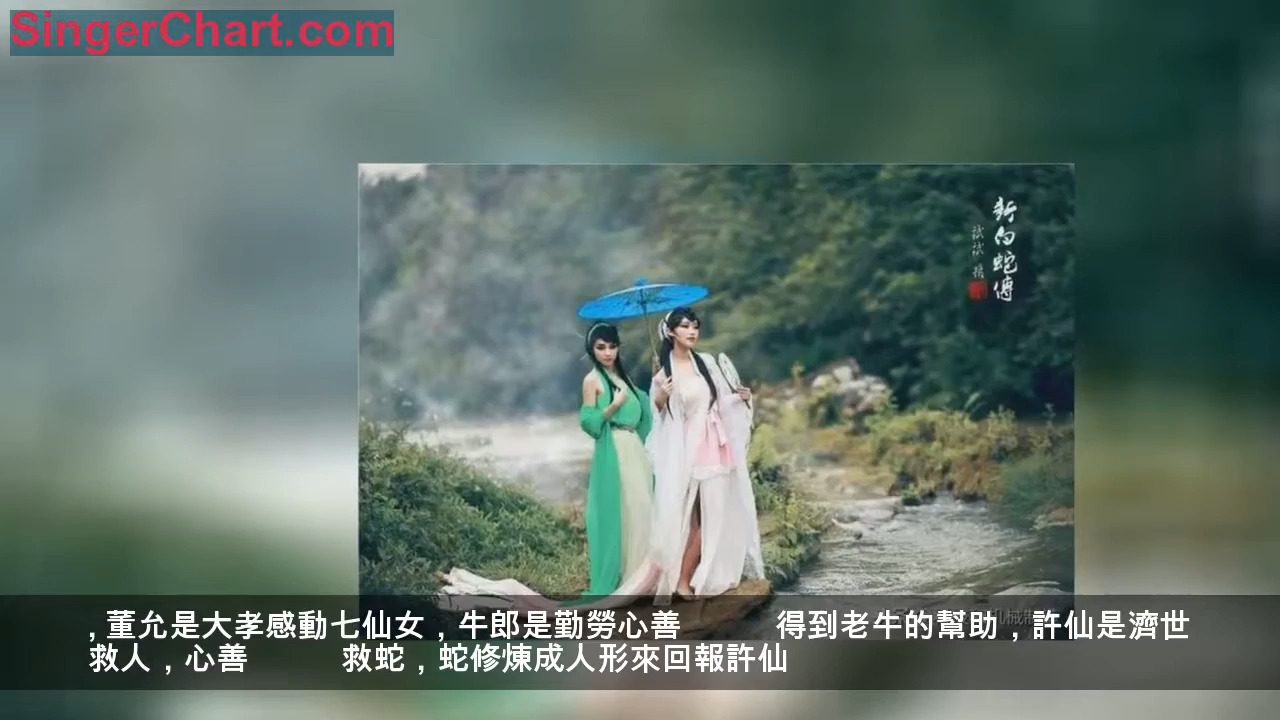 SingerChart.com
新白蛇傳
, 董允是大孝感動七仙女，牛郎是勤勞心善 得到老牛的幫助，許仙是濟世
救人，心善 救蛇，蛇修煉成人形來回報許仙